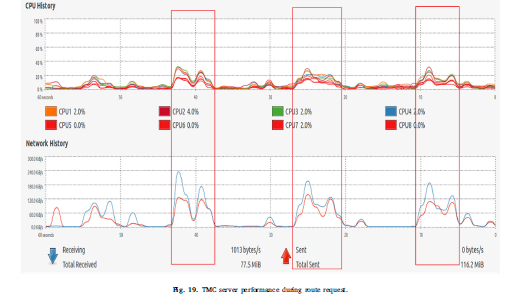 CPU History
100 %
80 %
60 %
40 %
20 %
0 %
60 seconds 50 40 30 20 10 0
CPU1 2.0% CPU2 4.0% CPU3 2.0% CPU4 2.0%
CPU5 0.0% CPU6 0.0% CPU7 2.0% CPU8 0.0%
Network History
60 seconds 50 40 30 20 10 0
Receiving 1013 bytes/s Sent 0 bytes/s
Total Received 77.5 MiB Total Sent 116.2 MiB
Fig. 19. TMC server performance during route request.